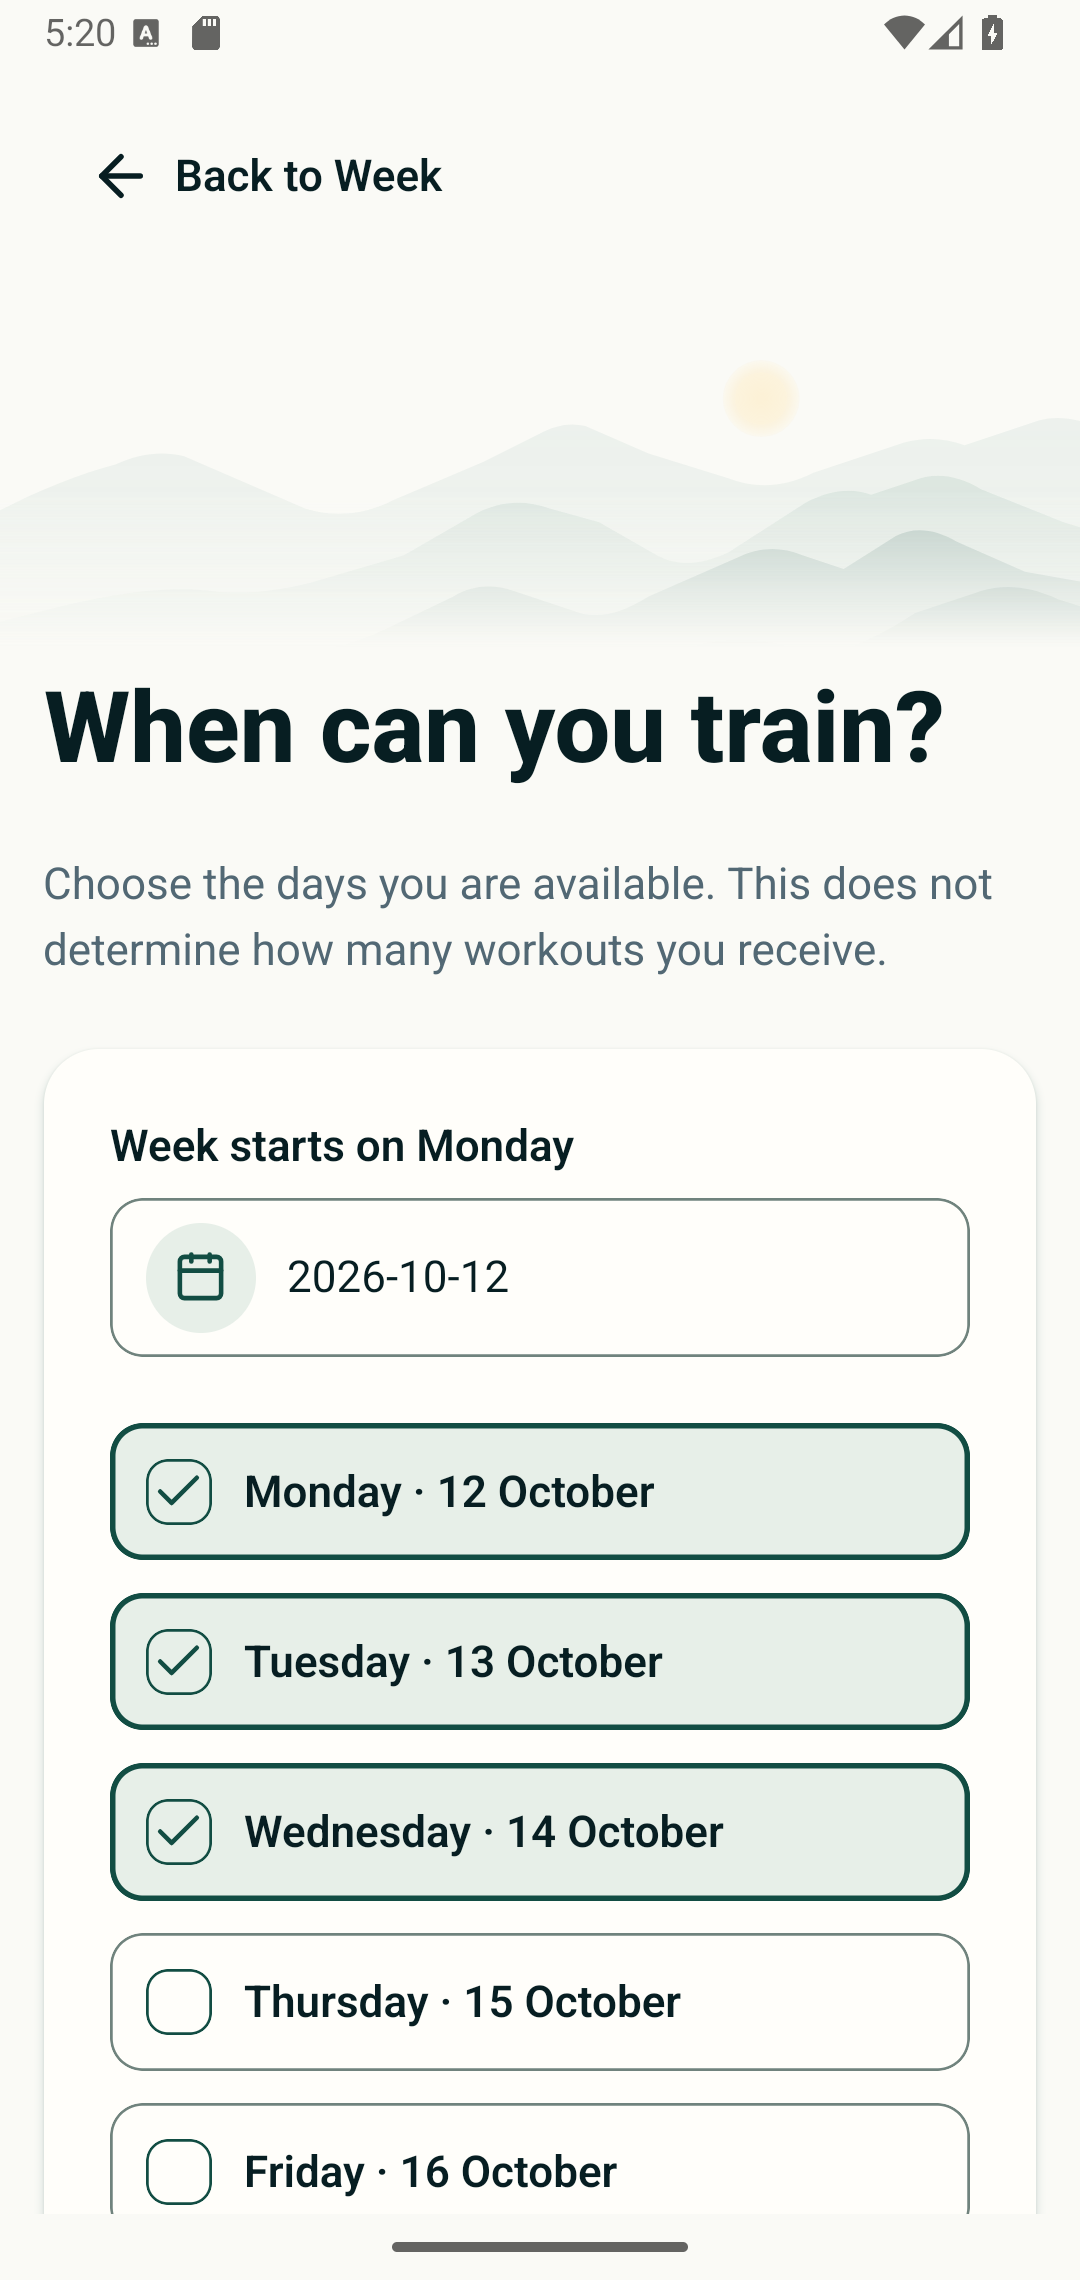 5:20
Back to Week
When can you train?
Choose the days you are available. This does not
determine how many workouts you receive.
Week starts on Monday
2026-10-12
Monday · 12 October
Tuesday · 13 October
Wednesday · 14 October
Thursday · 15 October
Friday · 16 October